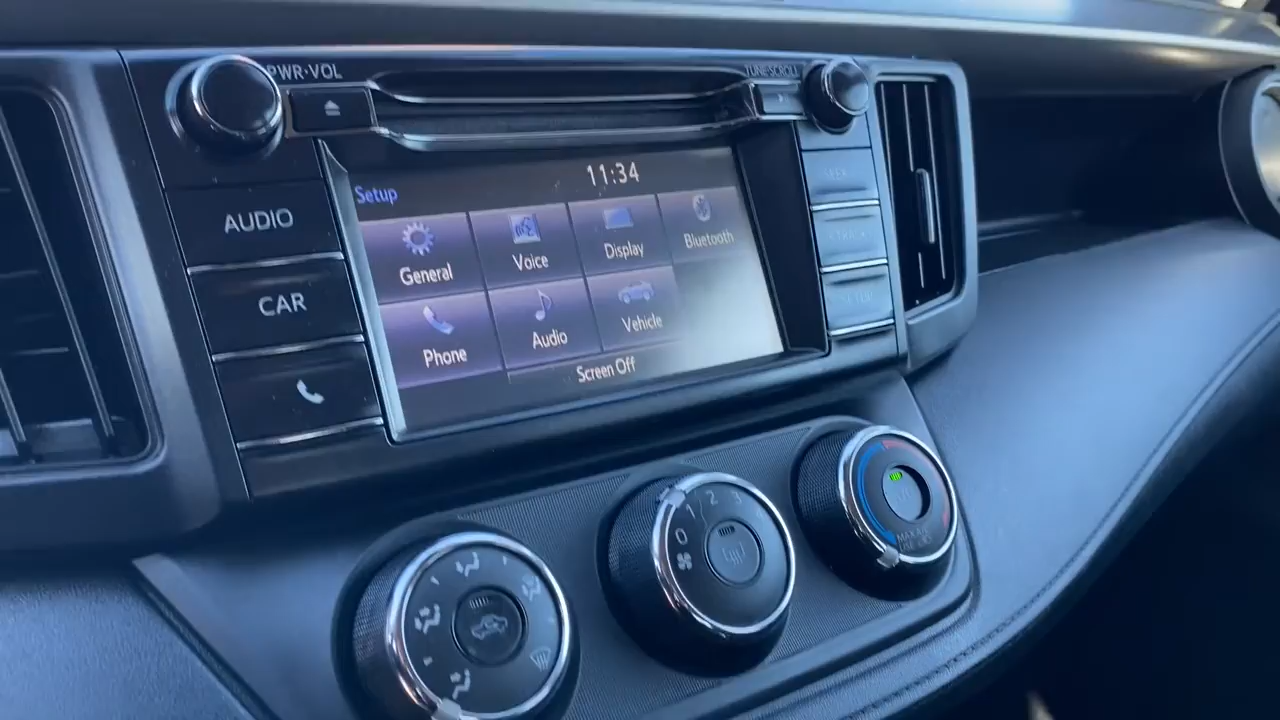 PWR·VOL
TUNE·SCROLL
11:34
Setup
AUDIO
General
Voice
Display
Bluetooth
CAR
Phone
Audio
Vehicle
Screen Off
0 1 2 3